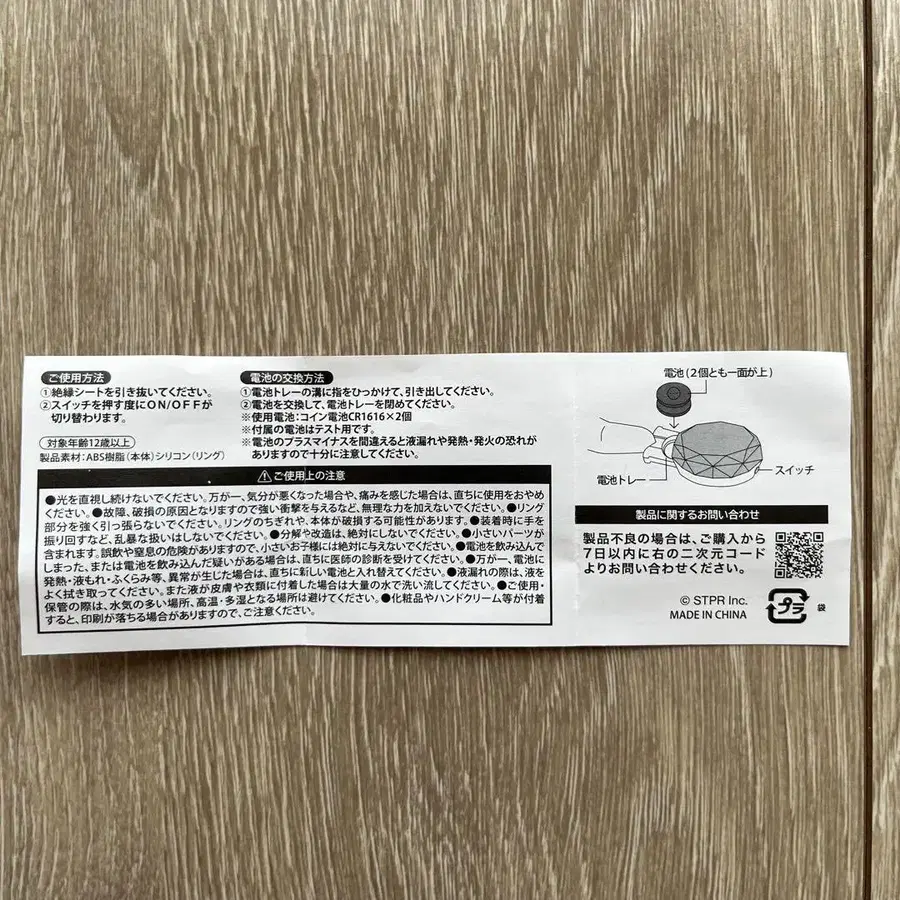 ご使用方法
①絶縁シートを引き抜いてください。
②スイッチを押す度にON/OFFが
切り替わります。
対象年齢12歳以上
製品素材:ABS樹脂(本体)シリコン(リング)
電池の交換方法
①電池トレーの溝に指をひっかけて、引き出してください。
②電池を交換して、電池トレーを閉めてください。
※使用電池:コイン電池CR1616×2個
※付属の電池はテスト用です。
※電池のプラスマイナスを間違えると液漏れや発熱・発火の恐れが
ありますので十分に注意してください。
ご使用上の注意
●光を直視し続けないでください。万が一、気分が悪くなった場合や、痛みを感じた場合は、直ちに使用をおやめ
ください。●故障、破損の原因となりますので強い衝撃を与えるなど、無理な力を加えないでください。●リング
部分を強く引っ張らないでください。リングのちぎれや、本体が破損する可能性があります。●装着時に手を
振り回すなど、乱暴な扱いはしないでください。●分解や改造は、絶対にしないでください。●小さいパーツが
含まれます。誤飲や窒息の危険がありますので、小さいお子様には絶対に与えないでください。●電池を飲み込んで
しまった、または電池を飲み込んだ疑いがある場合は、直ちに医師の診断を受けてください。●万が一、電池に
発熱・液もれ・ふくらみ等、異常が生じた場合は、直ちに新しい電池と入れ替えてください。●液漏れの際は、液を
よく拭き取ってください。また液が皮膚や衣類に付着した場合は大量の水で洗い流してください。●ご使用・
保管の際は、水気の多い場所、高温・多湿となる場所は避けてください。●化粧品やハンドクリーム等が付着
すると、印刷が落ちる場合がありますので、ご注意ください。
電池(2個とも一面が上)
電池トレー
スイッチ
製品に関するお問い合わせ
製品不良の場合は、ご購入から
7日以内に右の二次元コード
よりお問い合わせください。
© STPR Inc.
MADE IN CHINA
プラ
袋